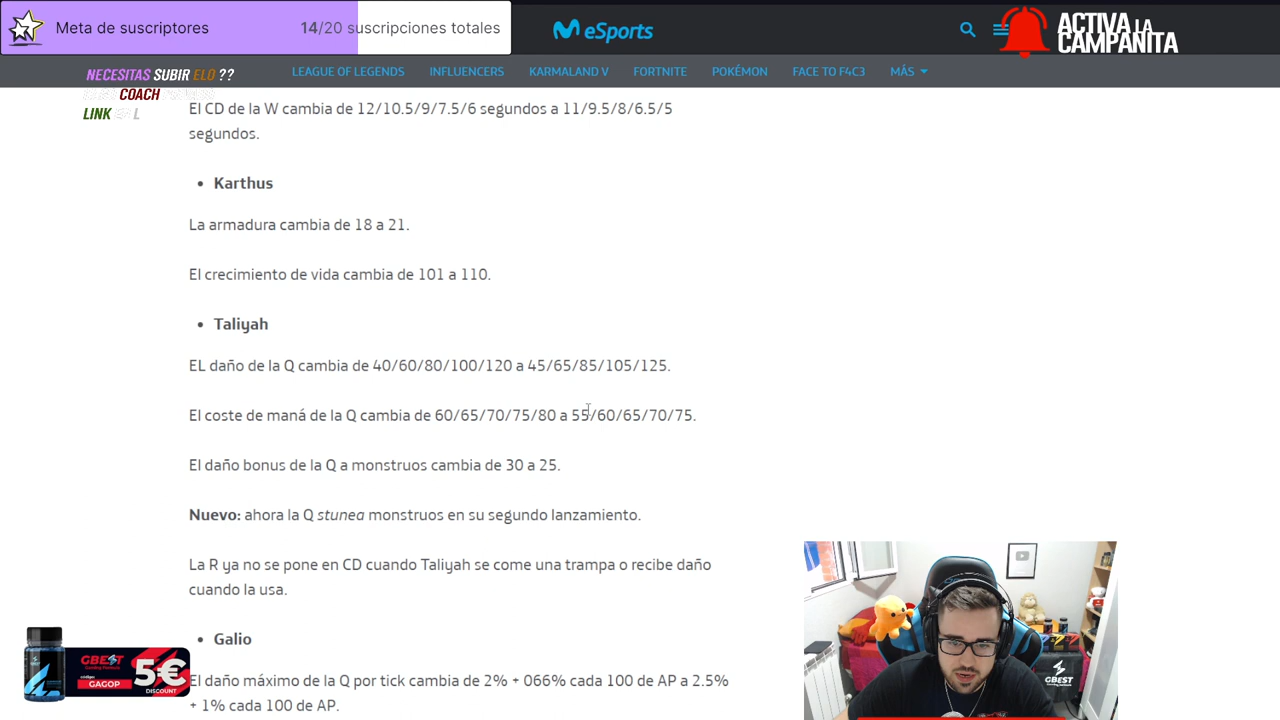 Meta de suscriptores
14/20 suscripciones totales
eSports
ACTIVA LA
CAMPANITA
NECESITAS SUBIR ELO ??
COACH
LINK
LEAGUE OF LEGENDS
INFLUENCERS
KARMALAND V
FORTNITE
POKÉMON
FACE TO F4C3
MÁS
El CD de la W cambia de 12/10.5/9/7.5/6 segundos a 11/9.5/8/6.5/5
segundos.
• Karthus
La armadura cambia de 18 a 21.
El crecimiento de vida cambia de 101 a 110.
• Taliyah
EL daño de la Q cambia de 40/60/80/100/120 a 45/65/85/105/125.
El coste de maná de la Q cambia de 60/65/70/75/80 a 55/60/65/70/75.
El daño bonus de la Q a monstruos cambia de 30 a 25.
Nuevo: ahora la Q stunea monstruos en su segundo lanzamiento.
La R ya no se pone en CD cuando Taliyah se come una trampa o recibe daño
cuando la usa.
• Galio
El daño máximo de la Q por tick cambia de 2% + 066% cada 100 de AP a 2.5%
+ 1% cada 100 de AP.
GBEST
GAGOP
5€
DISCOUNT
GBEST